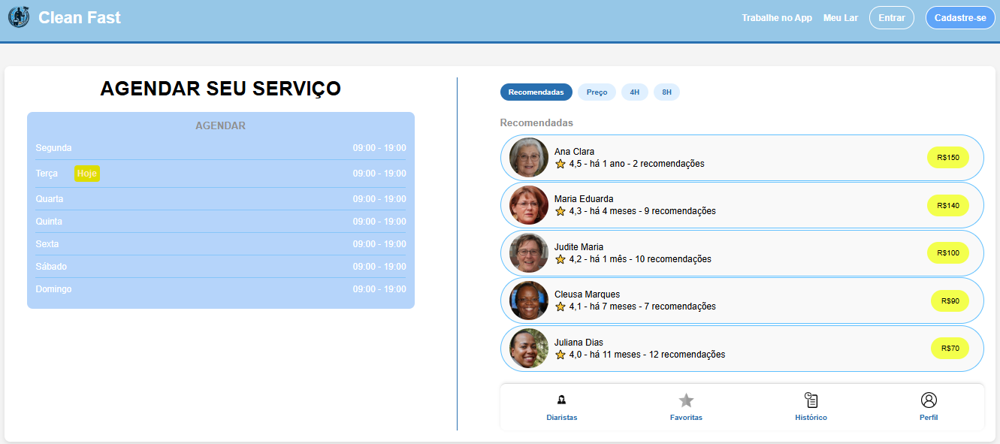 Clean Fast
Trabalhe no App
Meu Lar
Entrar
Cadastre-se
AGENDAR SEU SERVIÇO
AGENDAR
Segunda 09:00 - 19:00
Terça Hoje 09:00 - 19:00
Quarta 09:00 - 19:00
Quinta 09:00 - 19:00
Sexta 09:00 - 19:00
Sábado 09:00 - 19:00
Domingo 09:00 - 19:00
Recomendadas Preço 4H 8H
Recomendadas
Ana Clara
4,5 - há 1 ano - 2 recomendações
R$150
Maria Eduarda
4,3 - há 4 meses - 9 recomendações
R$140
Judite Maria
4,2 - há 1 mês - 10 recomendações
R$100
Cleusa Marques
4,1 - há 7 meses - 7 recomendações
R$90
Juliana Dias
4,0 - há 11 meses - 12 recomendações
R$70
Diaristas Favoritas Histórico Perfil